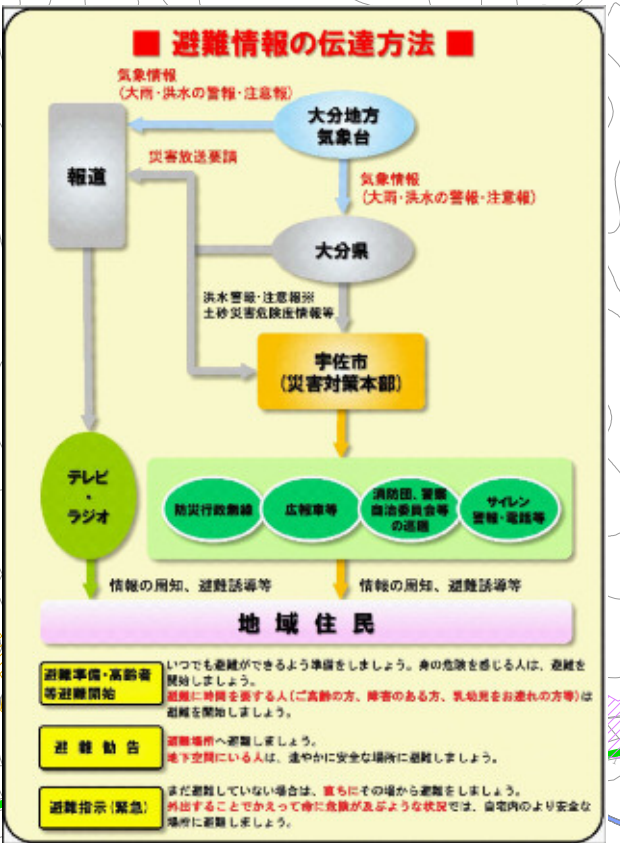 ■ 避難情報の伝達方法 ■
気象情報
(大雨・洪水の警報・注意報)
大分地方
気象台
報道
災害放送要請
気象情報
(大雨・洪水の警報・注意報)
大分県
洪水警報・注意報※
土砂災害危険度情報等
宇佐市
(災害対策本部)
テレビ
・
ラジオ
防災行政無線
広報車等
消防団、警察
自治委員会等
の巡回
サイレン
警報・電話等
情報の周知、避難誘導等
情報の周知、避難誘導等
地域住民
避難準備・高齢者
等避難開始
いつでも避難ができるよう準備をしましょう。身の危険を感じる人は、避難を
開始しましょう。
避難に時間を要する人(ご高齢の方、障害のある方、乳幼児をお連れの方等)は
避難を開始しましょう。
避難勧告
避難場所へ避難しましょう。
地下空間にいる人は、速やかに安全な場所に避難しましょう。
避難指示(緊急)
まだ避難していない場合は、直ちにその場から避難をしましょう。
外出することでかえって命に危険が及ぶような状況では、自宅内のより安全な
場所に避難しましょう。